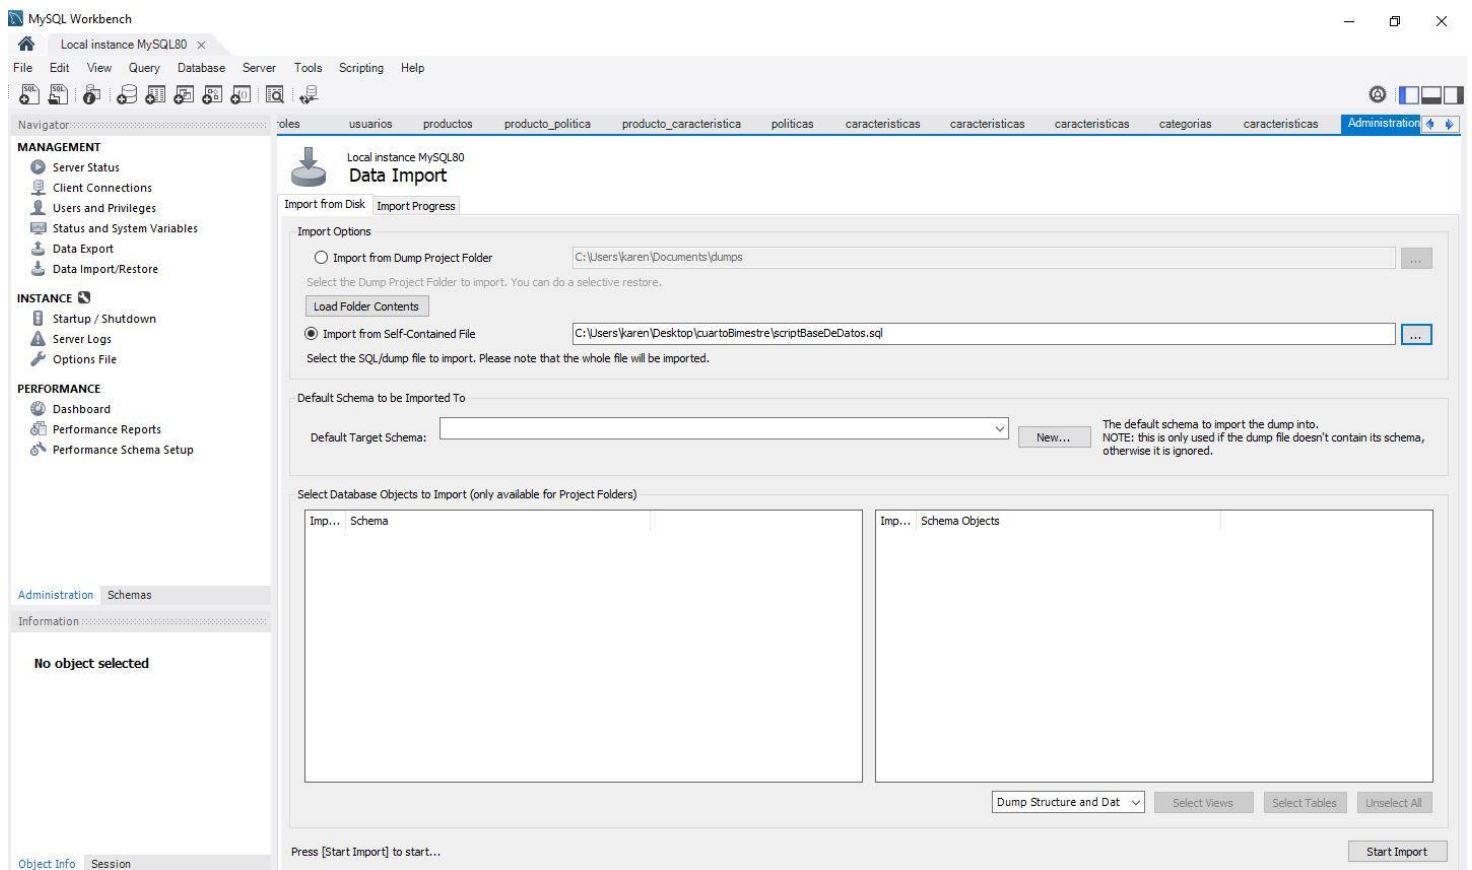 MySQL Workbench
Local instance MySQL80 ×
File Edit View Query Database Server Tools Scripting Help
Navigator
MANAGEMENT
Server Status
Client Connections
Users and Privileges
Status and System Variables
Data Export
Data Import/Restore
INSTANCE
Startup / Shutdown
Server Logs
Options File
PERFORMANCE
Dashboard
Performance Reports
Performance Schema Setup
Administration Schemas
Information
No object selected
Object Info Session
oles usuarios productos producto_politica producto_caracteristica politicas caracteristicas caracteristicas caracteristicas categorias caracteristicas Administration
Local instance MySQL80
Data Import
Import from Disk Import Progress
Import Options
Import from Dump Project Folder C:\Users\karen\Documents\dumps ...
Select the Dump Project Folder to import. You can do a selective restore.
Load Folder Contents
Import from Self-Contained File C:\Users\karen\Desktop\cuartoBimestre\scriptBaseDeDatos.sql ...
Select the SQL/dump file to import. Please note that the whole file will be imported.
Default Schema to be Imported To
Default Target Schema: New...
The default schema to import the dump into.
NOTE: this is only used if the dump file doesn't contain its schema,
otherwise it is ignored.
Select Database Objects to Import (only available for Project Folders)
Imp... Schema
Imp... Schema Objects
Dump Structure and Dat Select Views Select Tables Unselect All
Press [Start Import] to start...
Start Import